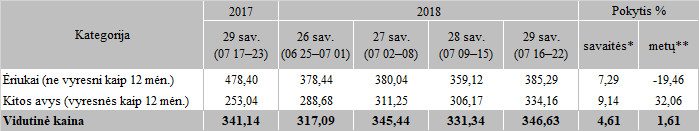 Kategorija 2017 2018 Pokytis %
29 sav. (07 17–23) 26 sav. (06 25–07 01) 27 sav. (07 02–08) 28 sav. (07 09–15) 29 sav. (07 16–22) savaitės* metų**
Ėriukai (ne vyresni kaip 12 mėn.) 478,40 378,44 380,04 359,12 385,29 7,29 -19,46
Kitos avys (vyresnės kaip 12 mėn.) 253,04 288,68 311,25 306,17 334,16 9,14 32,06
Vidutinė kaina 341,14 317,09 345,44 331,34 346,63 4,61 1,61